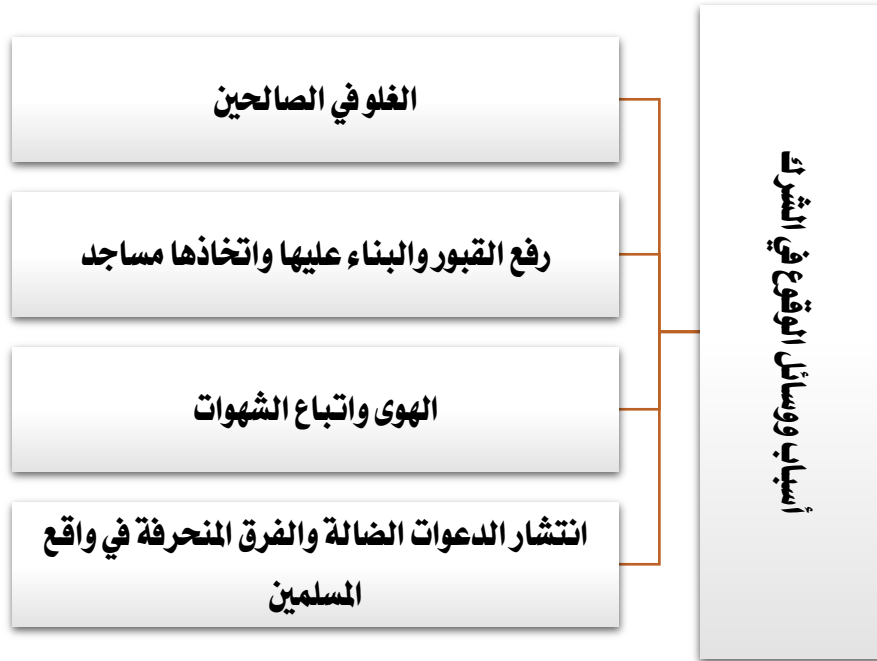 أسباب ووسائل الوقوع في الشرك
الغلو في الصالحين
رفع القبور والبناء عليها واتخاذها مساجد
الهوى واتباع الشهوات
انتشار الدعوات الضالة والفرق المنحرفة في واقع
المسلمين